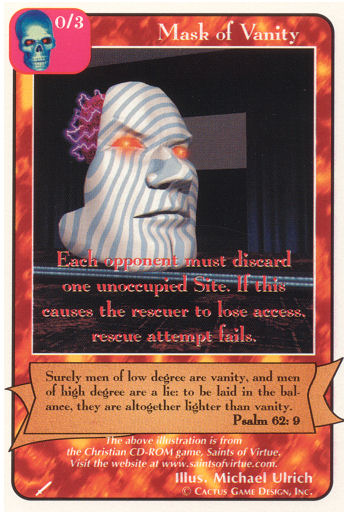 0/3
Mask of Vanity
Each opponent must discard
one unoccupied Site. If this
causes the rescuer to lose access,
rescue attempt fails.
Surely men of low degree are vanity, and men
of high degree are a lie: to be laid in the bal-
ance, they are altogether lighter than vanity.
Psalm 62: 9
The above illustration is from
the Christian CD-ROM game, Saints of Virtue.
Visit the website at www.saintsofvirtue.com.
Illus. Michael Ulrich
© Cactus Game Design, Inc.